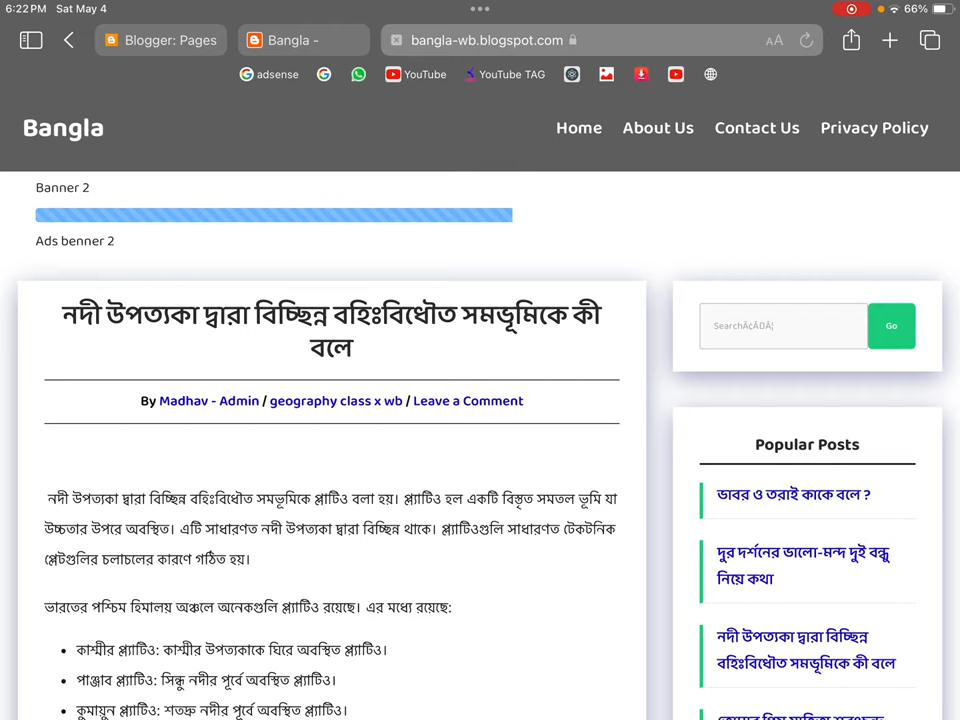 6:22 PM Sat May 4
66%
Blogger: Pages
Bangla -
bangla-wb.blogspot.com
AA
adsense
YouTube
YouTube TAG
Bangla
Home About Us Contact Us Privacy Policy
Banner 2
Ads benner 2
নদী উপত্যকা দ্বারা বিচ্ছিন্ন বহিঃবিধৌত সমভূমিকে কী
বলে
By Madhav - Admin / geography class x wb / Leave a Comment
নদী উপত্যকা দ্বারা বিচ্ছিন্ন বহিঃবিধৌত সমভূমিকে প্লাটিও বলা হয়। প্ল্যাটিও হল একটি বিস্তৃত সমতল ভূমি যা
উচ্চতার উপরে অবস্থিত। এটি সাধারণত নদী উপত্যকা দ্বারা বিচ্ছিন্ন থাকে। প্ল্যাটিওগুলি সাধারণত টেকটনিক
প্লেটগুলির চলাচলের কারণে গঠিত হয়।
ভারতের পশ্চিম হিমালয় অঞ্চলে অনেকগুলি প্ল্যাটিও রয়েছে। এর মধ্যে রয়েছে:
• কাশ্মীর প্ল্যাটিও: কাশ্মীর উপত্যকাকে ঘিরে অবস্থিত প্ল্যাটিও।
• পাঞ্জাব প্ল্যাটিও: সিন্ধু নদীর পূর্বে অবস্থিত প্ল্যাটিও।
• কুমায়ুন প্ল্যাটিও: শতদ্রু নদীর পূর্বে অবস্থিত প্ল্যাটিও।
Go
Popular Posts
ভাবর ও তরাই কাকে বলে ?
দুর দর্শনের ভালো-মন্দ দুই বন্ধু
নিয়ে কথা
নদী উপত্যকা দ্বারা বিচ্ছিন্ন
বহিঃবিধৌত সমভূমিকে কী বলে